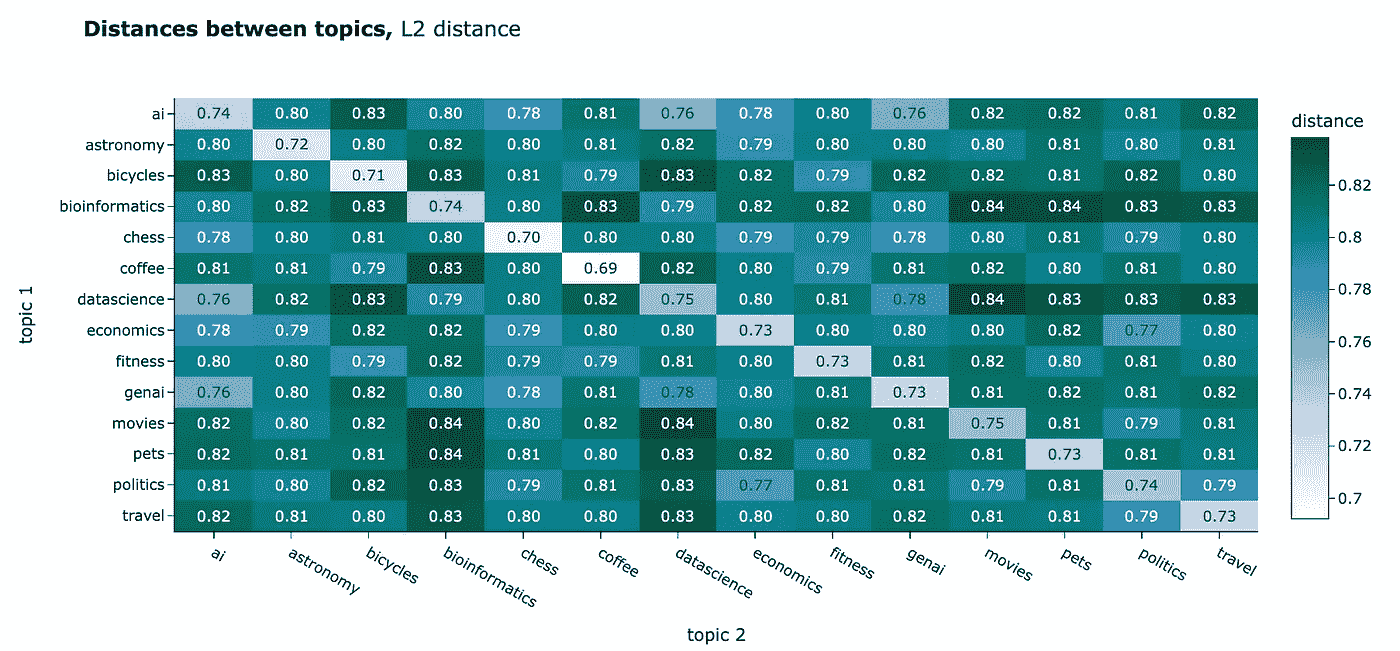 Distances between topics, L2 distance
distance
topic 1
ai 0.74 0.80 0.83 0.80 0.78 0.81 0.76 0.78 0.80 0.76 0.82 0.82 0.81 0.82
astronomy 0.80 0.72 0.80 0.82 0.80 0.81 0.82 0.79 0.80 0.80 0.80 0.81 0.80 0.81
bicycles 0.83 0.80 0.71 0.83 0.81 0.79 0.83 0.82 0.79 0.82 0.82 0.81 0.82 0.80
bioinformatics 0.80 0.82 0.83 0.74 0.80 0.83 0.79 0.82 0.82 0.80 0.84 0.84 0.83 0.83
chess 0.78 0.80 0.81 0.80 0.70 0.80 0.80 0.79 0.79 0.78 0.80 0.81 0.79 0.80
coffee 0.81 0.81 0.79 0.83 0.80 0.69 0.82 0.80 0.79 0.81 0.82 0.80 0.81 0.80
datascience 0.76 0.82 0.83 0.79 0.80 0.82 0.75 0.80 0.81 0.78 0.84 0.83 0.83 0.83
economics 0.78 0.79 0.82 0.82 0.79 0.80 0.80 0.73 0.80 0.80 0.80 0.82 0.77 0.80
fitness 0.80 0.80 0.79 0.82 0.79 0.79 0.81 0.80 0.73 0.81 0.82 0.80 0.81 0.80
genai 0.76 0.80 0.82 0.80 0.78 0.81 0.78 0.80 0.81 0.73 0.81 0.82 0.81 0.82
movies 0.82 0.80 0.82 0.84 0.80 0.82 0.84 0.80 0.82 0.81 0.75 0.81 0.79 0.81
pets 0.82 0.81 0.81 0.84 0.81 0.80 0.83 0.82 0.80 0.82 0.81 0.73 0.81 0.81
politics 0.81 0.80 0.82 0.83 0.79 0.81 0.83 0.77 0.81 0.81 0.79 0.81 0.74 0.79
travel 0.82 0.81 0.80 0.83 0.80 0.80 0.83 0.80 0.80 0.82 0.81 0.81 0.79 0.73
ai astronomy bicycles bioinformatics chess coffee datascience economics fitness genai movies pets politics travel
topic 2
0.82
0.8
0.78
0.76
0.74
0.72
0.7